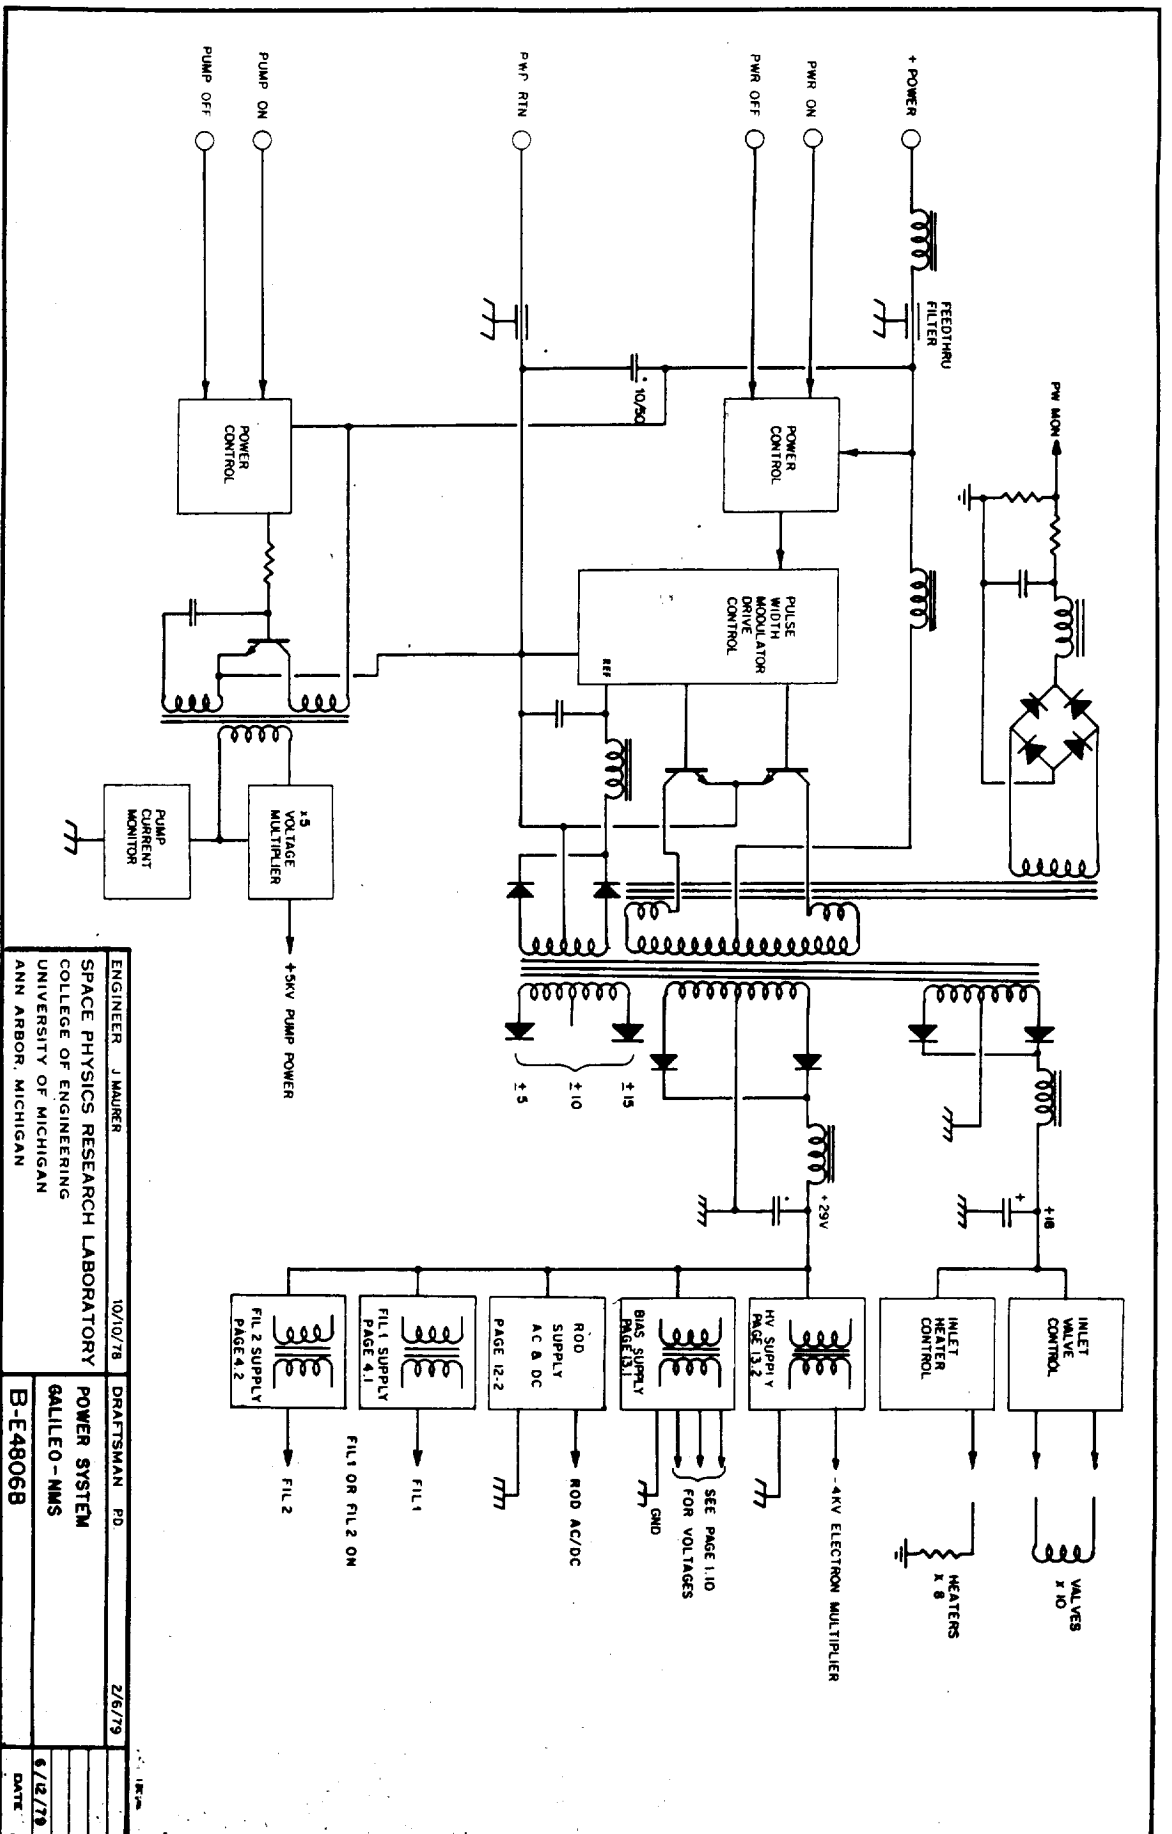 + POWER
PWR ON
PWR OFF
PWR RTN
PUMP ON
PUMP OFF
FEEDTHRU
FILTER
PW MON
10/50
POWER
CONTROL
POWER
CONTROL
PULSE
WIDTH
MODULATOR
DRIVE
CONTROL
REF
x5
VOLTAGE
MULTIPLIER
PUMP
CURRENT
MONITOR
+5KV PUMP POWER
±15
±10
±5
+18
+
+29V
INLET
VALVE
CONTROL
INLET
HEATER
CONTROL
HV SUPPLY
PAGE 13.2
BIAS SUPPLY
PAGE 13.1
ROD
SUPPLY
AC & DC
PAGE 12-2
FIL 1 SUPPLY
PAGE 4.1
FIL 2 SUPPLY
PAGE 4.2
VALVES
X 10
HEATERS
X 8
-4KV ELECTRON MULTIPLIER
SEE PAGE 1.10
FOR VOLTAGES
GND
ROD AC/DC
FIL 1
FIL 1 OR FIL 2 ON
FIL 2
ENGINEER J MAURER 10/10/78
DRAFTSMAN P.D. 2/6/79
SPACE PHYSICS RESEARCH LABORATORY
COLLEGE OF ENGINEERING
UNIVERSITY OF MICHIGAN
ANN ARBOR, MICHIGAN
POWER SYSTEM
GALILEO-NMS
B-E4806B
6/12/79
DATE